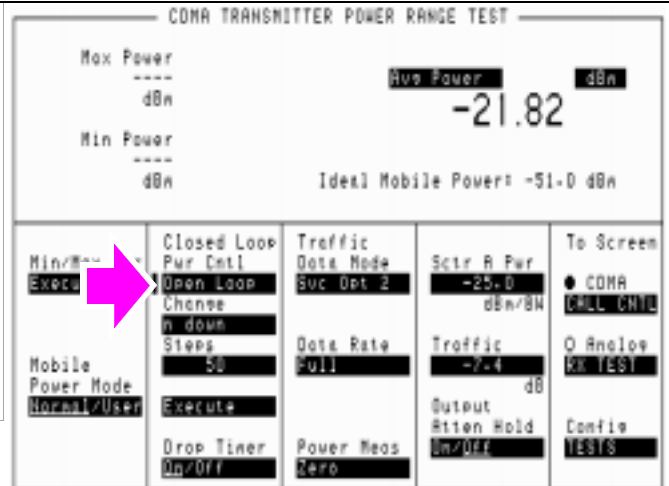 CDMA TRANSMITTER POWER RANGE TEST
Max Power
----
dBm
Min Power
----
dBm
Avg Power dBm
-21.82
Ideal Mobile Power: -51.0 dBm
Min/Max
Execu
Mobile
Power Mode
Normal/User
Closed Loop
Pwr Cntl
Open Loop
Change
n down
Steps
50
Execute
Drop Timer
On/Off
Traffic
Data Mode
Svc Opt 2
Data Rate
Full
Power Meas
Zero
Sctr A Pwr
-25.0
dBm/BW
Traffic
-7.4
dB
Output
Atten Hold
On/Off
To Screen
CDMA
CALL CNTL
Analog
RX TEST
Config
TESTS